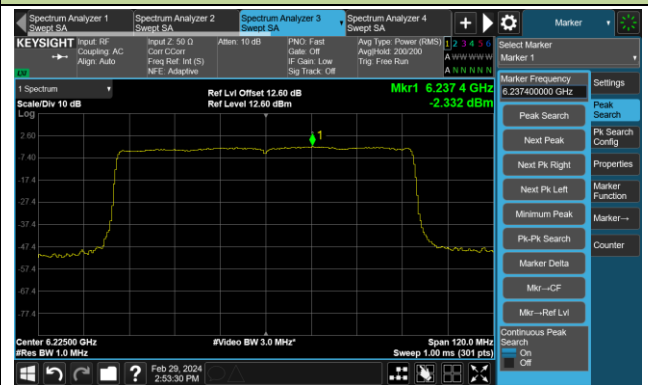 Spectrum Analyzer 1
Swept SA
Spectrum Analyzer 2
Swept SA
Spectrum Analyzer 3
Swept SA
Spectrum Analyzer 4
Swept SA
Marker
KEYSIGHT
Input: RF
Coupling: AC
Align: Auto
Input Z: 50 Ω
Corr CCorr
Freq Ref: Int (S)
NFE: Adaptive
Atten: 10 dB
PNO: Fast
Gate: Off
IF Gain: Low
Sig Track: Off
Avg Type: Power (RMS)
Avg|Hold: 200/200
Trig: Free Run
1 2 3 4 5 6
A W W W W W
A N N N N N
Select Marker
Marker 1
1 Spectrum
Scale/Div 10 dB
Log
Ref Lvl Offset 12.60 dB
Ref Level 12.60 dBm
Mkr1 6.237 4 GHz
-2.332 dBm
2.60
-7.40
-17.4
-27.4
-37.4
-47.4
-57.4
-67.4
-77.4
1
Center 6.22500 GHz
#Res BW 1.0 MHz
#Video BW 3.0 MHz*
Span 120.0 MHz
Sweep 1.00 ms (301 pts)
Marker Frequency
6.237400000 GHz
Peak Search
Next Peak
Next Pk Right
Next Pk Left
Minimum Peak
Pk-Pk Search
Marker Delta
Mkr→CF
Mkr→Ref Lvl
Continuous Peak
Search
On
Off
Settings
Peak
Search
Pk Search
Config
Properties
Marker
Function
Marker→
Counter
Feb 29, 2024
2:53:30 PM